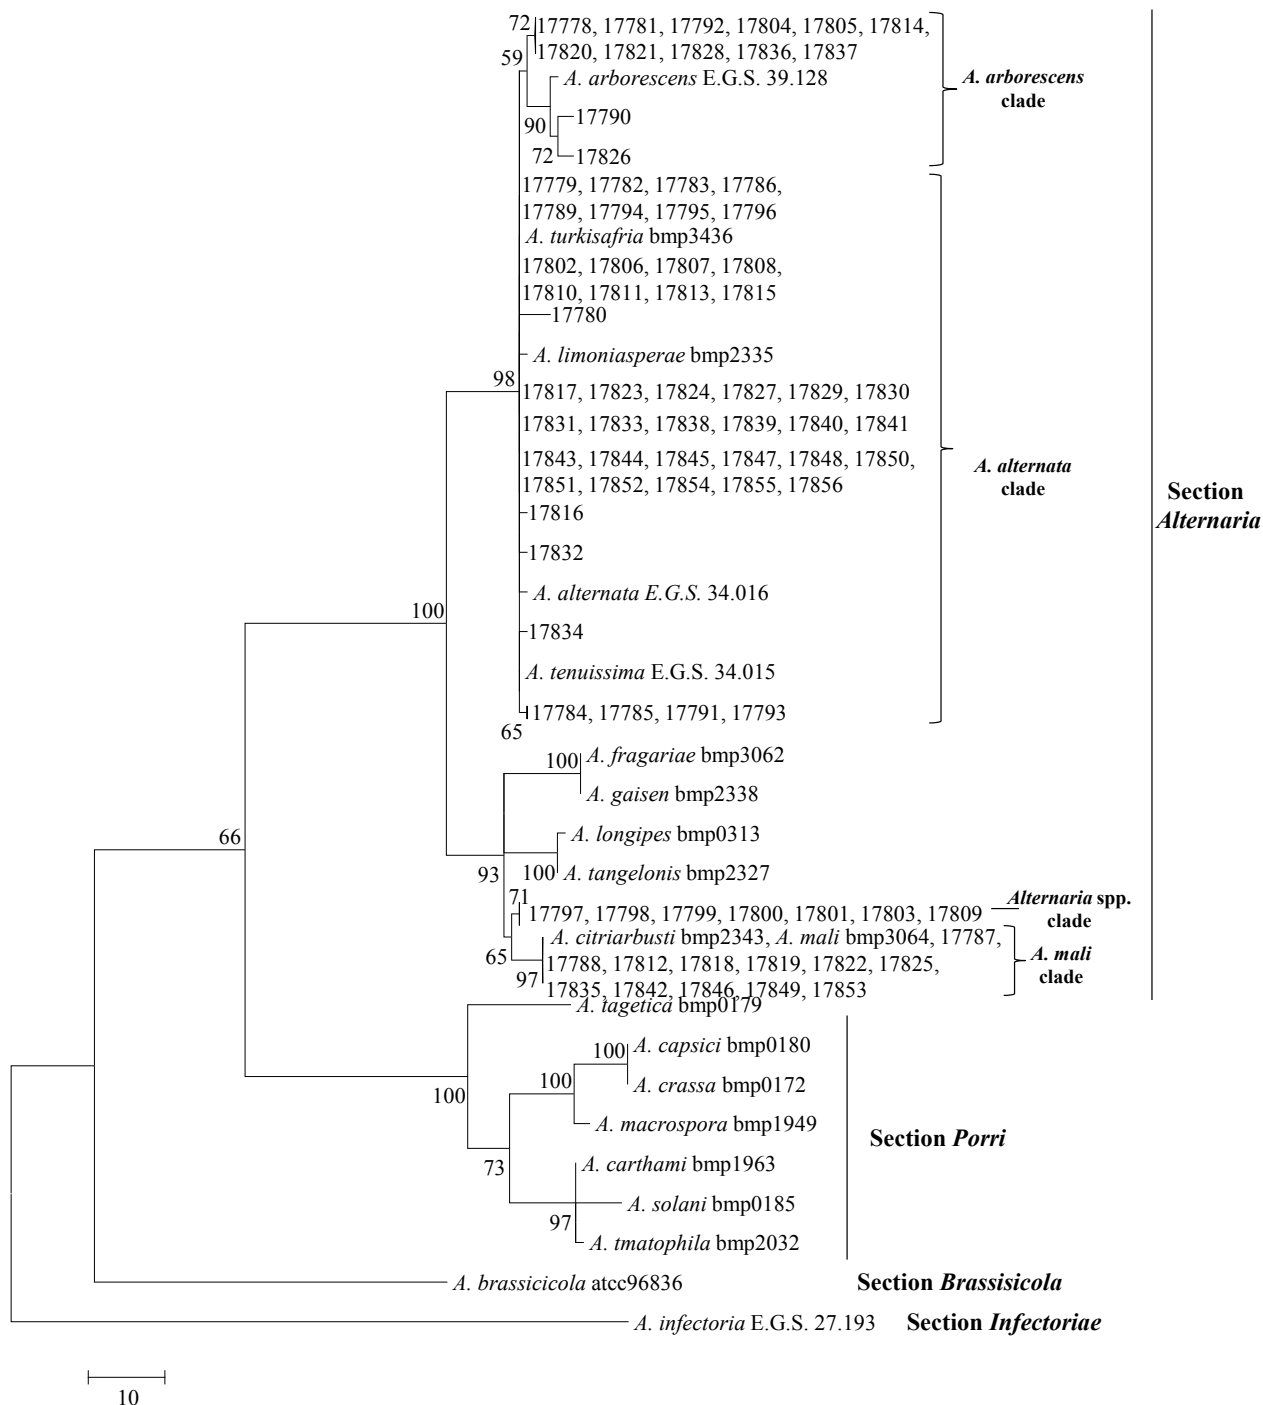 72
17778, 17781, 17792, 17804, 17805, 17814,
17820, 17821, 17828, 17836, 17837
59
A. arborescens E.G.S. 39.128
A. arborescens
clade
90
17790
72
17826
17779, 17782, 17783, 17786,
17789, 17794, 17795, 17796
A. turkisafria bmp3436
17802, 17806, 17807, 17808,
17810, 17811, 17813, 17815
17780
A. limoniasperae bmp2335
98
17817, 17823, 17824, 17827, 17829, 17830
17831, 17833, 17838, 17839, 17840, 17841
17843, 17844, 17845, 17847, 17848, 17850,
17851, 17852, 17854, 17855, 17856
A. alternata
clade
Section
Alternaria
17816
17832
A. alternata E.G.S. 34.016
100
17834
A. tenuissima E.G.S. 34.015
17784, 17785, 17791, 17793
65
100
A. fragariae bmp3062
A. gaisen bmp2338
66
A. longipes bmp0313
93
100
A. tangelonis bmp2327
71
17797, 17798, 17799, 17800, 17801, 17803, 17809
Alternaria spp.
clade
65
A. citriarbusti bmp2343, A. mali bmp3064, 17787,
97
17788, 17812, 17818, 17819, 17822, 17825,
17835, 17842, 17846, 17849, 17853
A. mali
clade
A. tagetica bmp0179
100
A. capsici bmp0180
100
A. crassa bmp0172
100
A. macrospora bmp1949
Section Porri
73
A. carthami bmp1963
A. solani bmp0185
97
A. tmatophila bmp2032
A. brassicicola atcc96836
Section Brassisicola
A. infectoria E.G.S. 27.193
Section Infectoriae
10